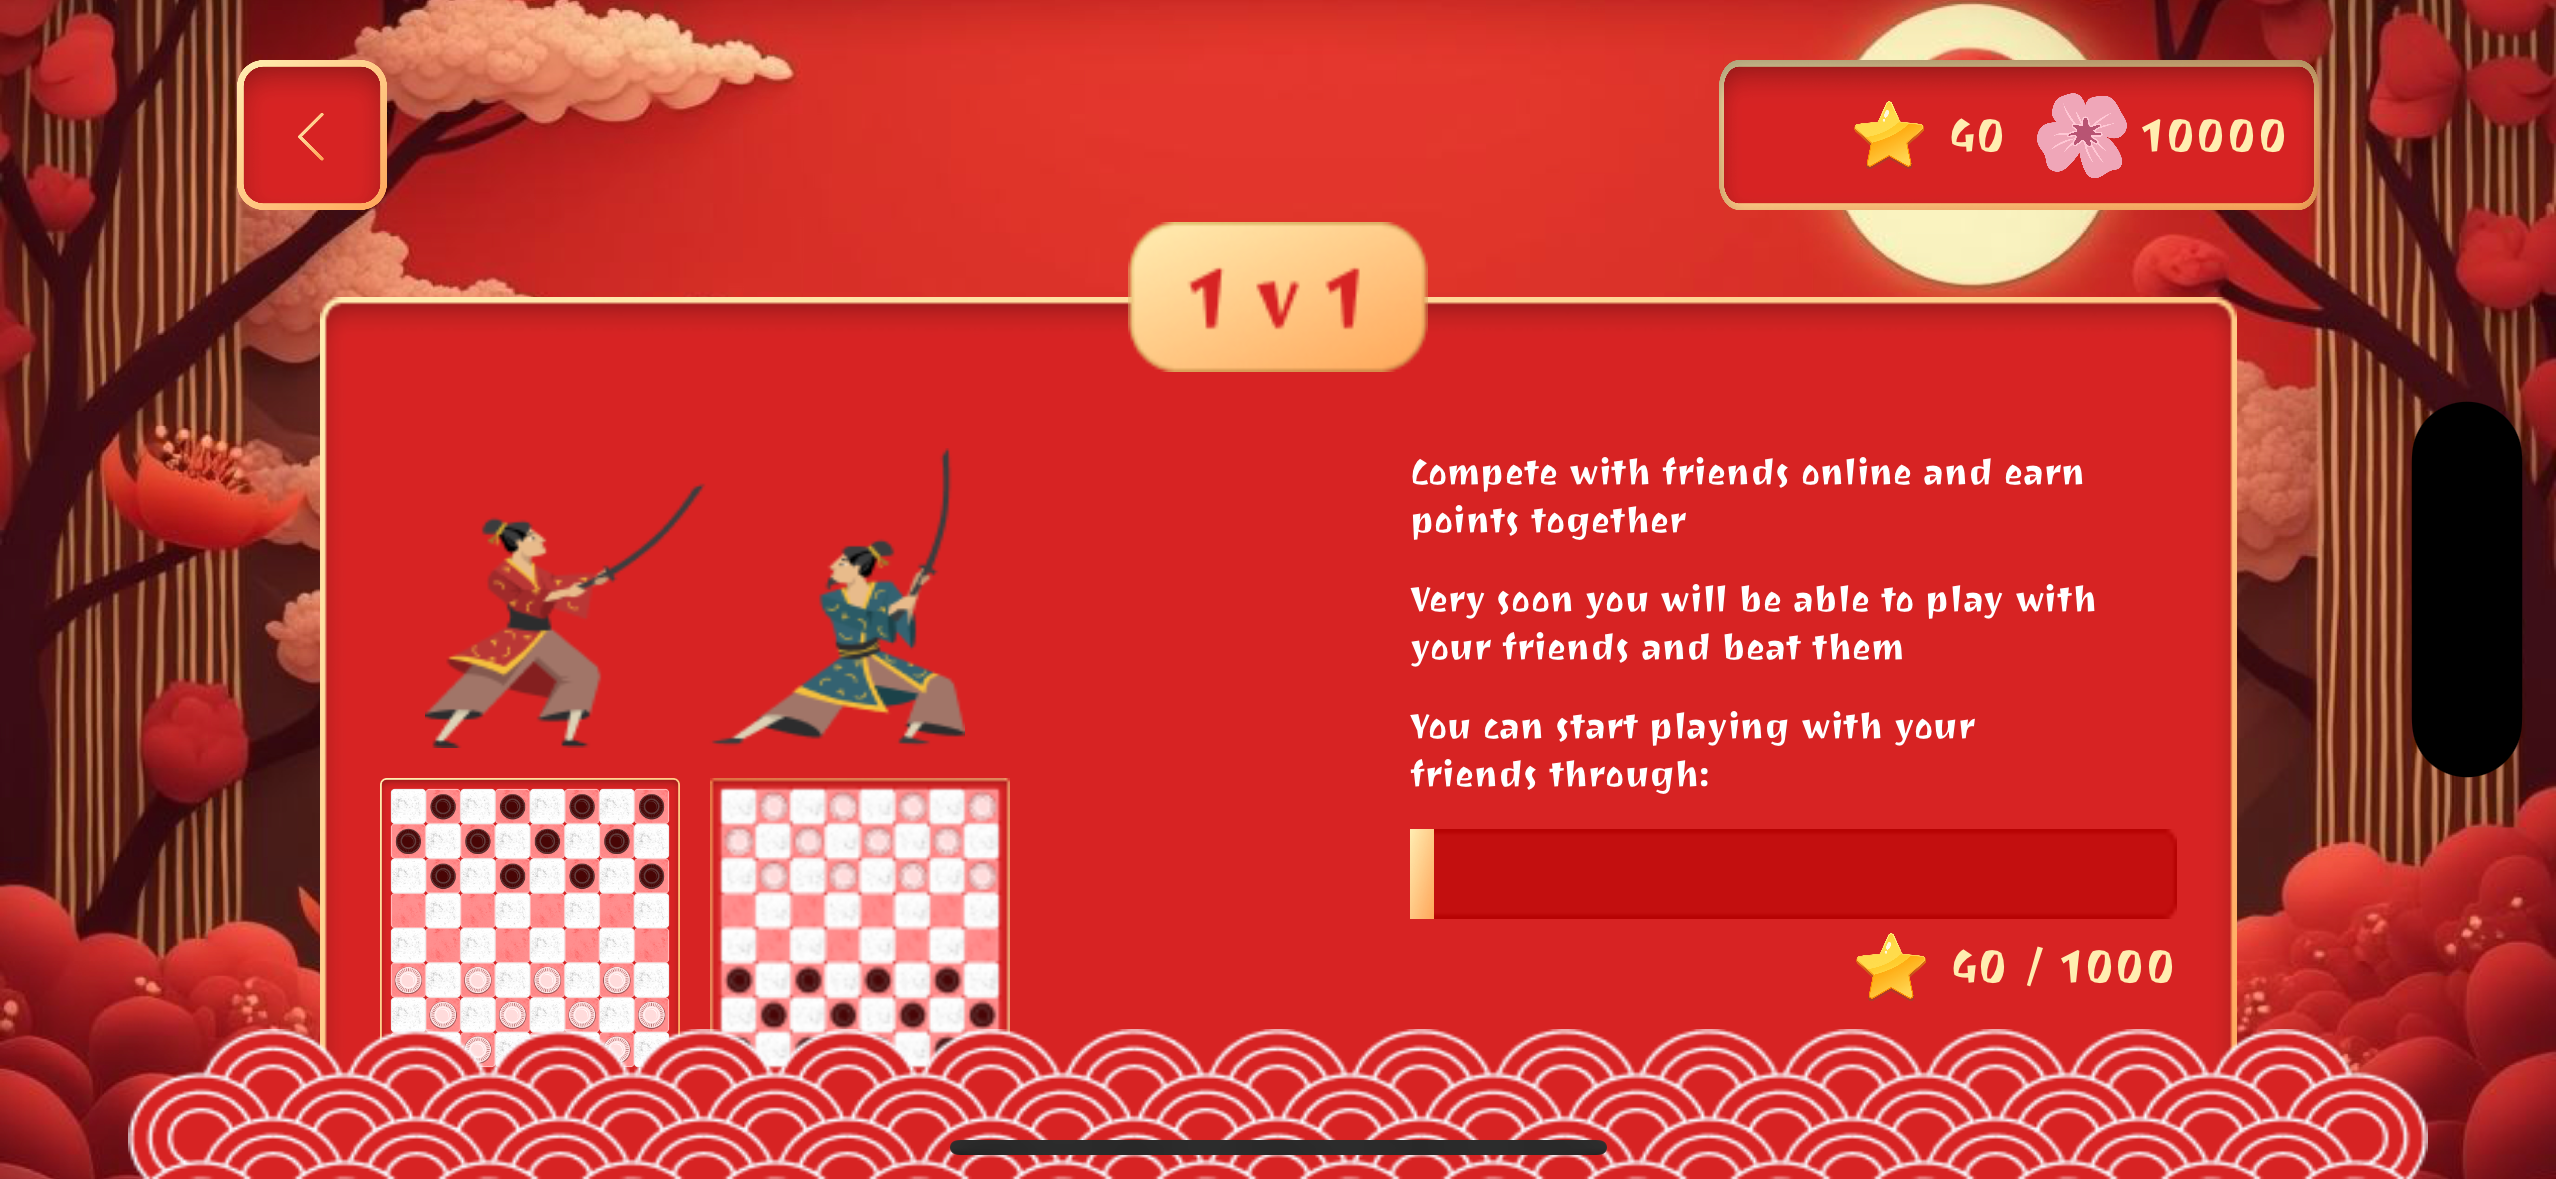 40 10000
1 v 1
Compete with friends online and earn
points together
Very soon you will be able to play with
your friends and beat them
You can start playing with your
friends through:
40 / 1000